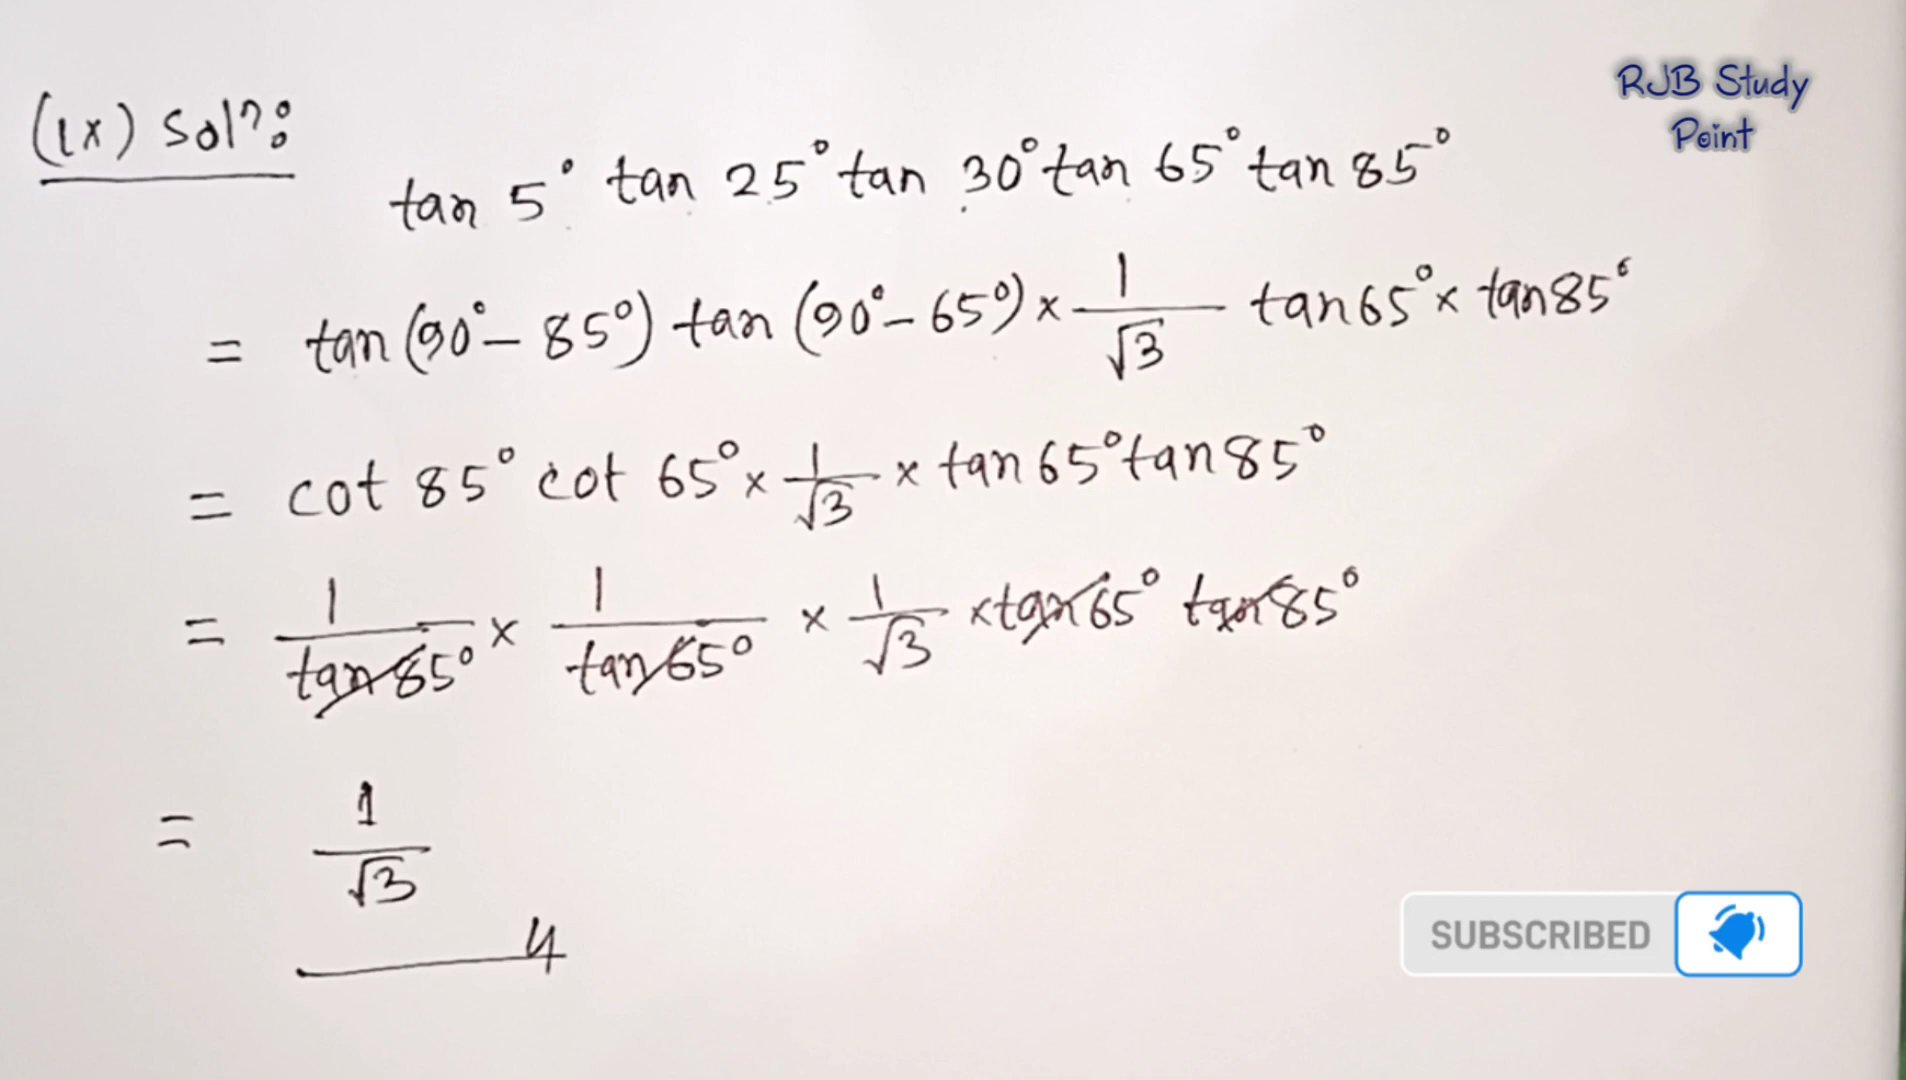 (ix) Solⁿ:
RJB Study
Point
tan 5° tan 25° tan 30° tan 65° tan 85°
= tan (90° – 85°) tan (90° – 65°) × 1/√3 tan 65° × tan 85°
= cot 85° cot 65° × 1/√3 × tan 65° tan 85°
= 1/tan 85° × 1/tan 65° × 1/√3 × tan 65° tan 85°
= 1/√3
SUBSCRIBED